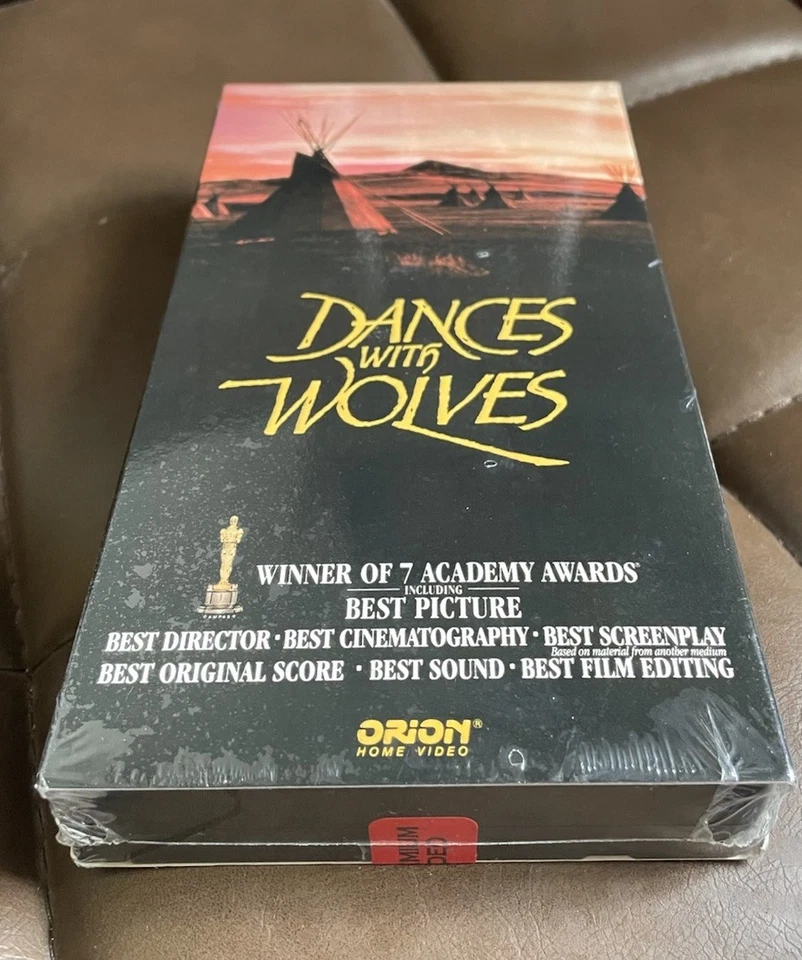 DANCES
WITH
WOLVES
WINNER OF 7 ACADEMY AWARDS®
INCLUDING
BEST PICTURE
BEST DIRECTOR · BEST CINEMATOGRAPHY · BEST SCREENPLAY
Based on material from another medium
BEST ORIGINAL SCORE · BEST SOUND · BEST FILM EDITING
ORION®
HOME VIDEO